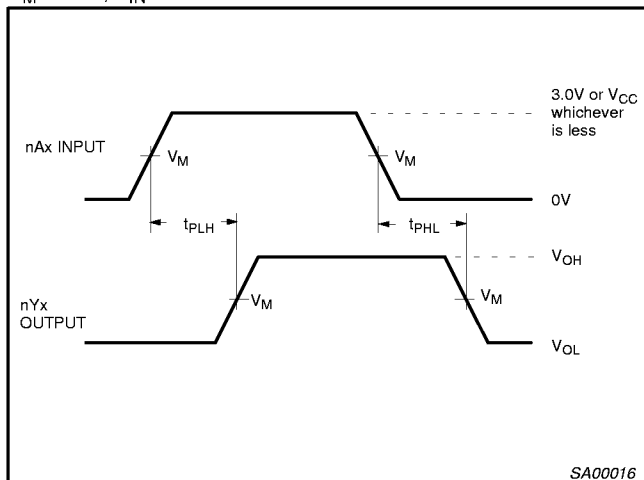 nAx INPUT
V_M
V_M
3.0V or V_CC
whichever
is less
0V
t_PLH
t_PHL
nYx
OUTPUT
V_M
V_M
V_OH
V_OL
SA00016